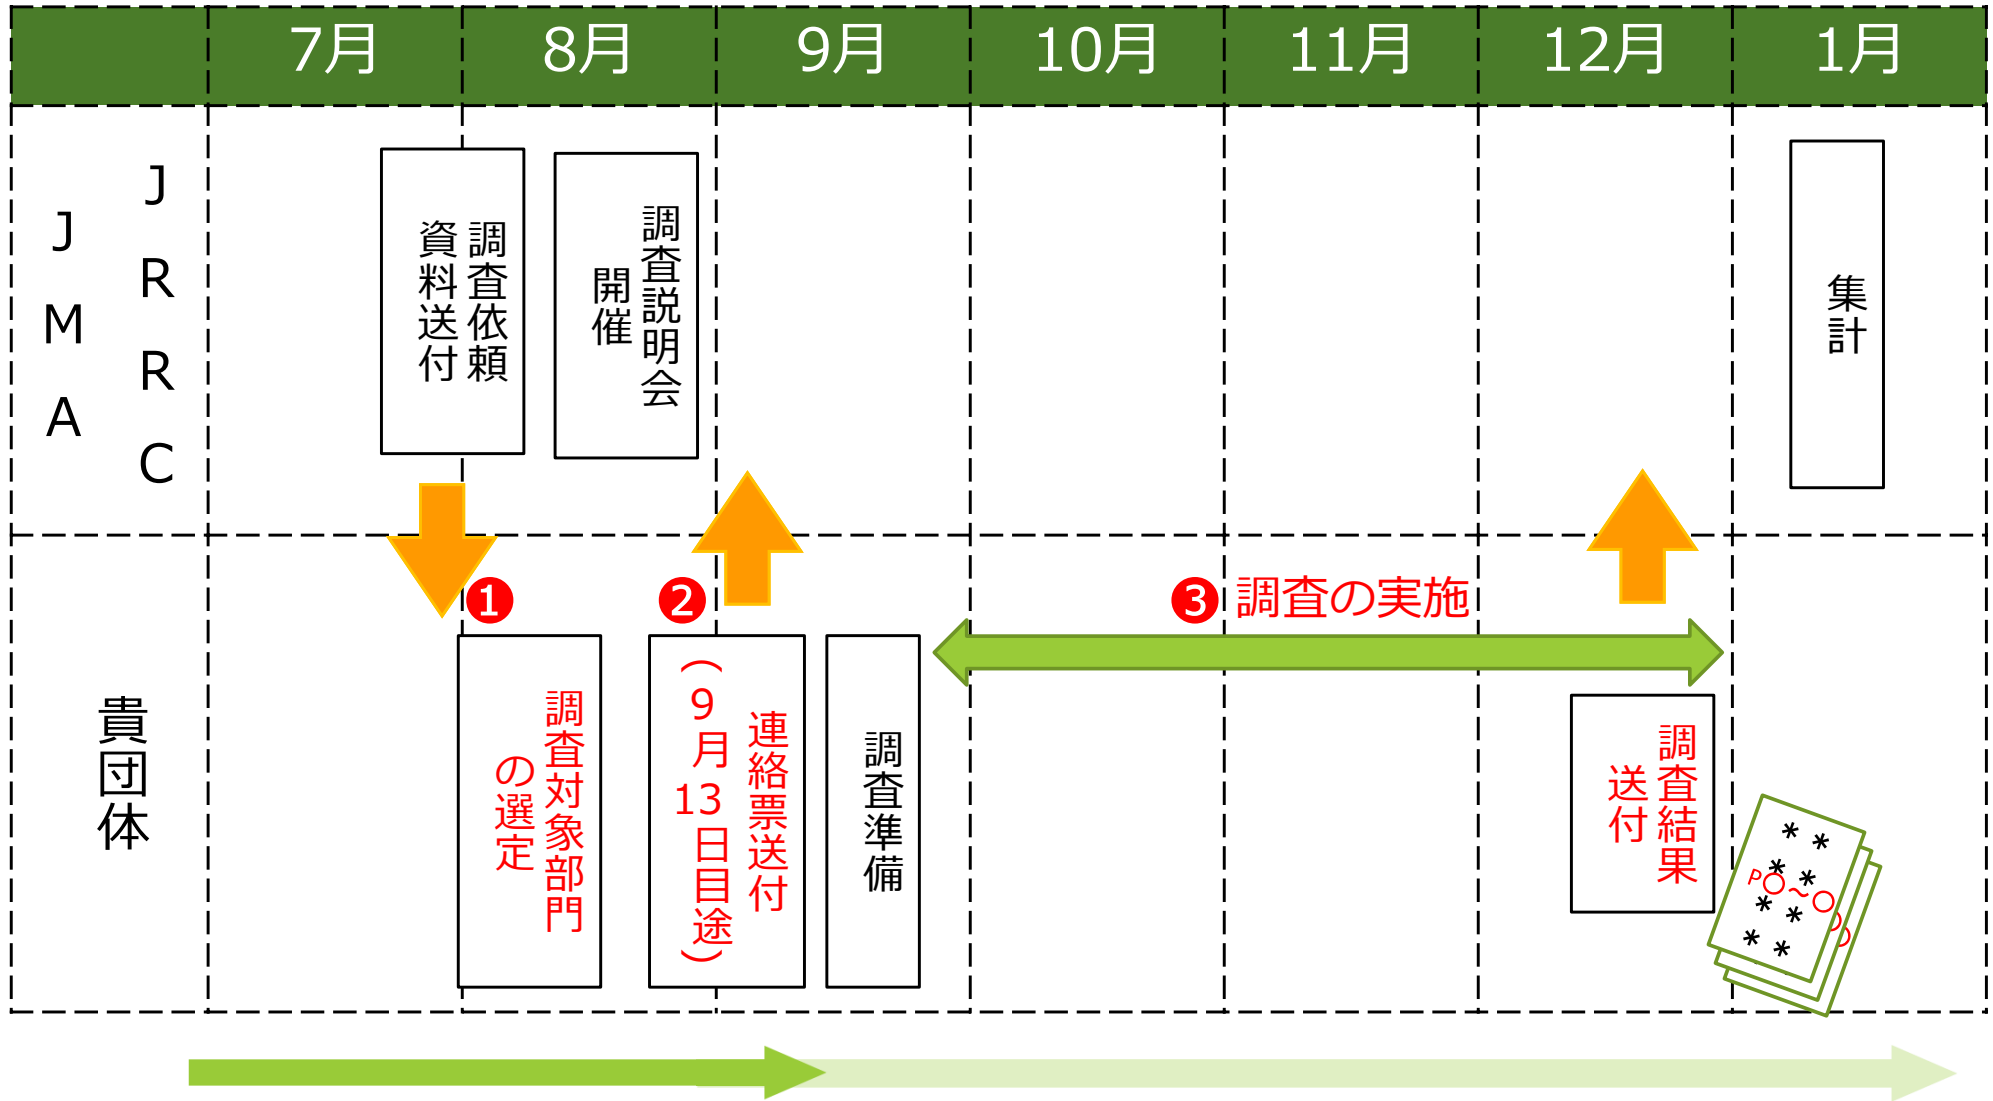 7月
8月
9月
10月
11月
12月
1月
JRRC
JMA
調査依頼
資料送付
調査説明会
開催
集計
❶
❷
❸ 調査の実施
貴団体
調査対象部門
の選定
連絡票送付
(9月13日目途)
調査準備
調査結果
送付
**
**
P〇~〇
**
**